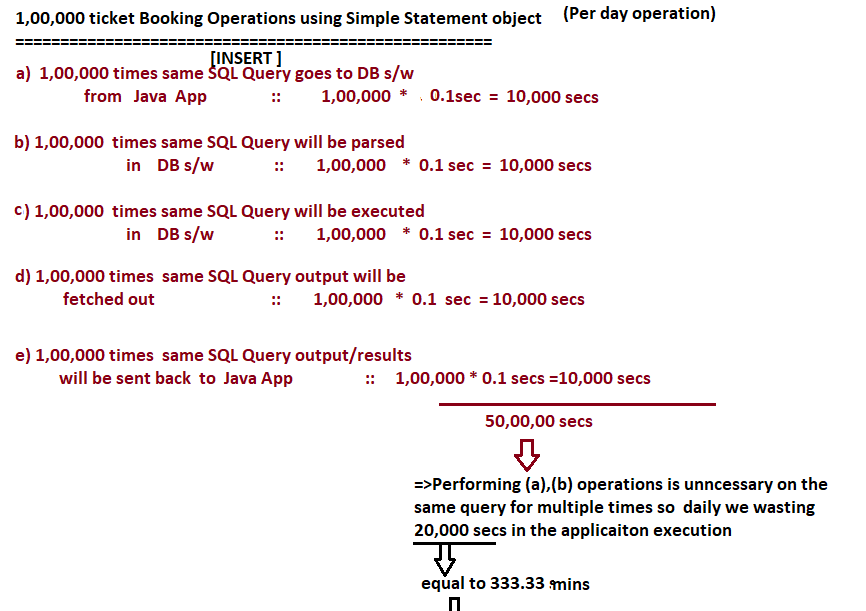 1,00,000 ticket Booking Operations using Simple Statement object (Per day operation)
=====================================================
[INSERT ]
a) 1,00,000 times same SQL Query goes to DB s/w
from Java App :: 1,00,000 * . 0.1sec = 10,000 secs
b) 1,00,000 times same SQL Query will be parsed
in DB s/w :: 1,00,000 * 0.1 sec = 10,000 secs
c) 1,00,000 times same SQL Query will be executed
in DB s/w :: 1,00,000 * 0.1 sec = 10,000 secs
d) 1,00,000 times same SQL Query output will be
fetched out :: 1,00,000 * 0.1 sec = 10,000 secs
e) 1,00,000 times same SQL Query output/results
will be sent back to Java App :: 1,00,000 * 0.1 secs =10,000 secs
50,00,00 secs
=>Performing (a),(b) operations is unncessary on the
same query for multiple times so daily we wasting
20,000 secs in the applicaiton execution
equal to 333.33 mins